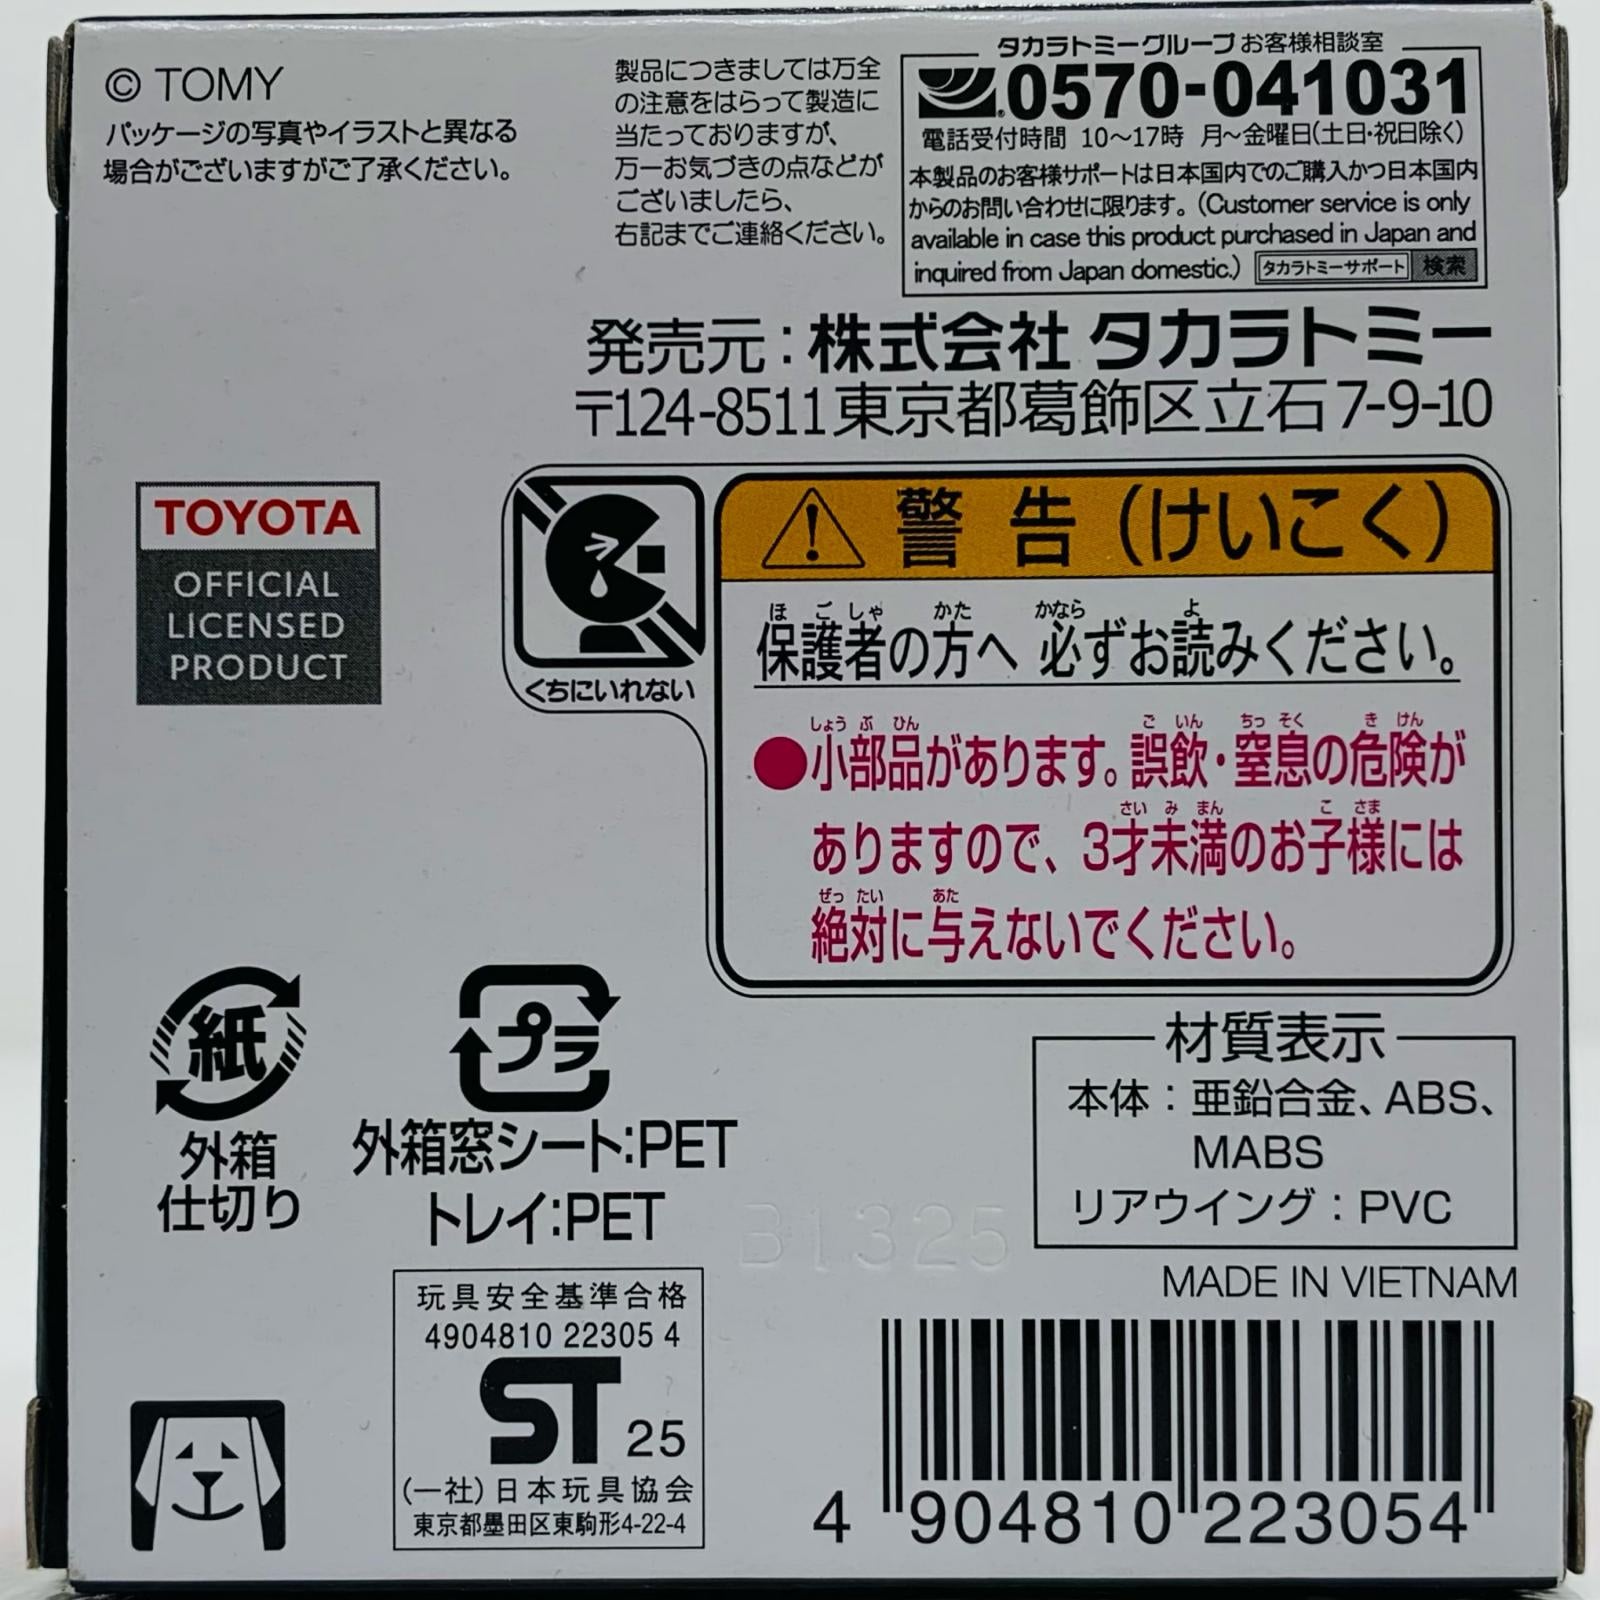 © TOMY
パッケージの写真やイラストと異なる
場合がございますがご了承ください。
製品につきましては万全
の注意をはらって製造に
当たっておりますが、
万一お気づきの点などが
ございましたら、
右記までご連絡ください。
タカラトミーグループ お客様相談室
0570-041031
電話受付時間 10〜17時 月〜金曜日(土日・祝日除く)
本製品のお客様サポートは日本国内でのご購入かつ日本国内
からのお問い合わせに限ります。(Customer service is only
available in case this product purchased in Japan and
inquired from Japan domestic.) タカラトミーサポート 検索
発売元：株式会社 タカラトミー
〒124-8511 東京都葛飾区立石7-9-10
TOYOTA
OFFICIAL
LICENSED
PRODUCT
くちにいれない
警告(けいこく)
ほごしゃ かた かなら よ
保護者の方へ 必ずお読みください。
しょうぶひん ごいん ちっそく きけん
●小部品があります。誤飲・窒息の危険が
さいみまん こさま
ありますので、3才未満のお子様には
ぜったい あた
絶対に与えないでください。
紙
外箱
仕切り
プラ
外箱窓シート:PET
トレイ:PET
材質表示
本体：亜鉛合金、ABS、
MABS
リアウイング：PVC
B1325
MADE IN VIETNAM
玩具安全基準合格
4904810 22305 4
ST 25
(一社)日本玩具協会
東京都墨田区東駒形4-22-4
4 904810 223054